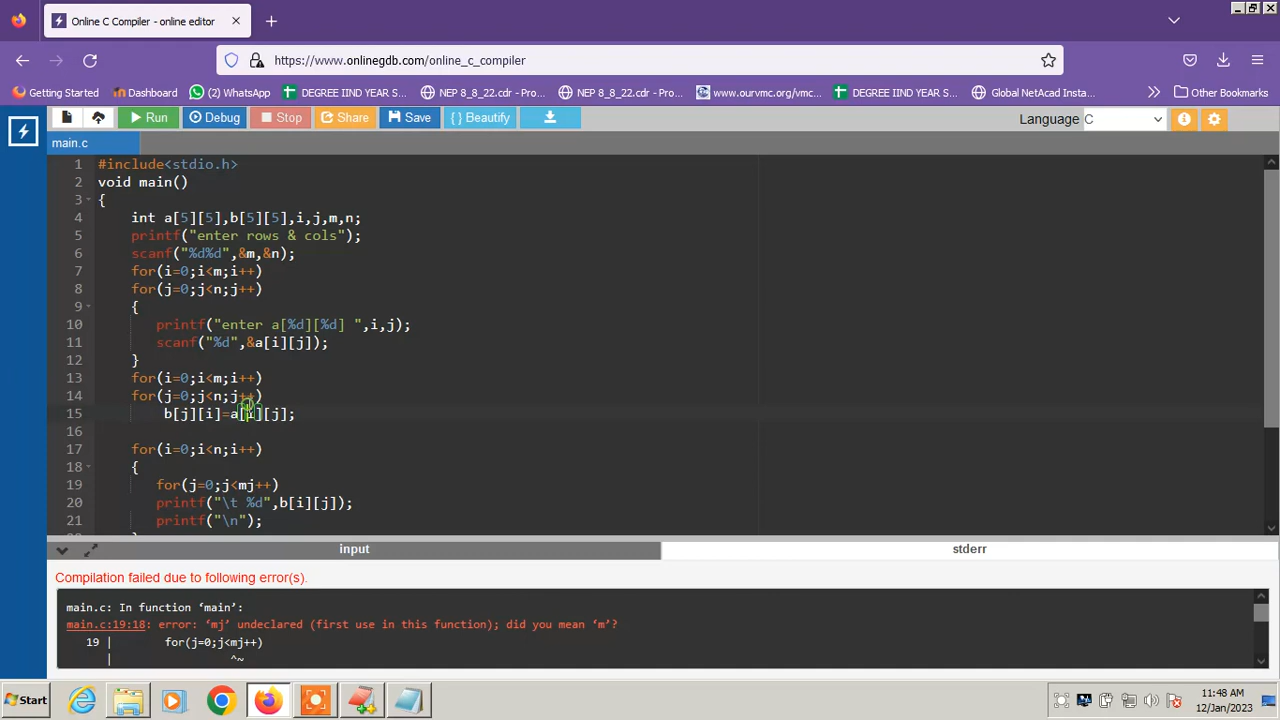 Online C Compiler - online editor
https://www.onlinegdb.com/online_c_compiler
Getting Started Dashboard (2) WhatsApp DEGREE IIND YEAR S... NEP 8_8_22.cdr - Pro... NEP 8_8_22.cdr - Pro... www.ourvmc.org/vmc... DEGREE IIND YEAR S... Global NetAcad Insta... Other Bookmarks
Run Debug Stop Share Save { } Beautify Language C
main.c
1 #include<stdio.h>
2 void main()
3 {
4 int a[5][5],b[5][5],i,j,m,n;
5 printf("enter rows & cols");
6 scanf("%d%d",&m,&n);
7 for(i=0;i<m;i++)
8 for(j=0;j<n;j++)
9 {
10 printf("enter a[%d][%d] ",i,j);
11 scanf("%d",&a[i][j]);
12 }
13 for(i=0;i<m;i++)
14 for(j=0;j<n;j++)
15 b[j][i]=a[i][j];
16
17 for(i=0;i<n;i++)
18 {
19 for(j=0;j<mj++)
20 printf("\t %d",b[i][j]);
21 printf("\n");
input stderr
Compilation failed due to following error(s).
main.c: In function ‘main’:
main.c:19:18: error: ‘mj’ undeclared (first use in this function); did you mean ‘m’?
19 | for(j=0;j<mj++)
| ^~
Start 11:48 AM
12/Jan/2023